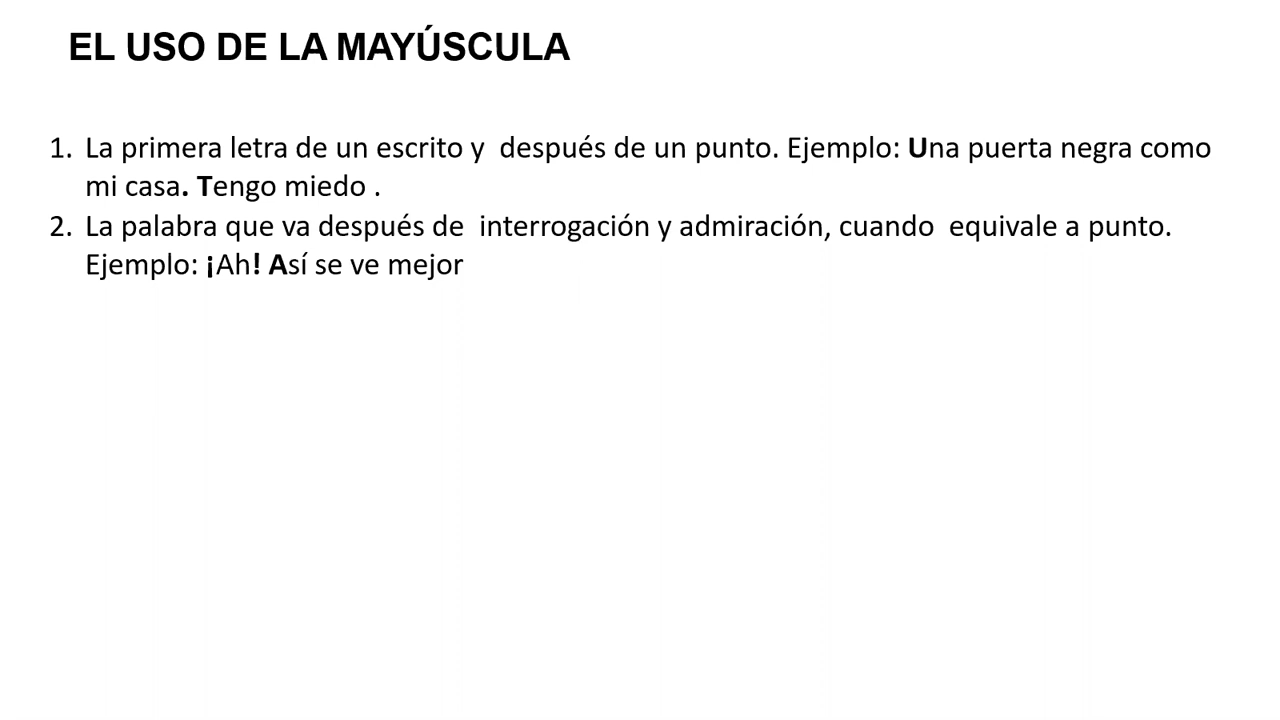 EL USO DE LA MAYÚSCULA
1. La primera letra de un escrito y  después de un punto. Ejemplo: Una puerta negra como
mi casa. Tengo miedo .
2. La palabra que va después de  interrogación y admiración, cuando  equivale a punto.
Ejemplo: ¡Ah! Así se ve mejor